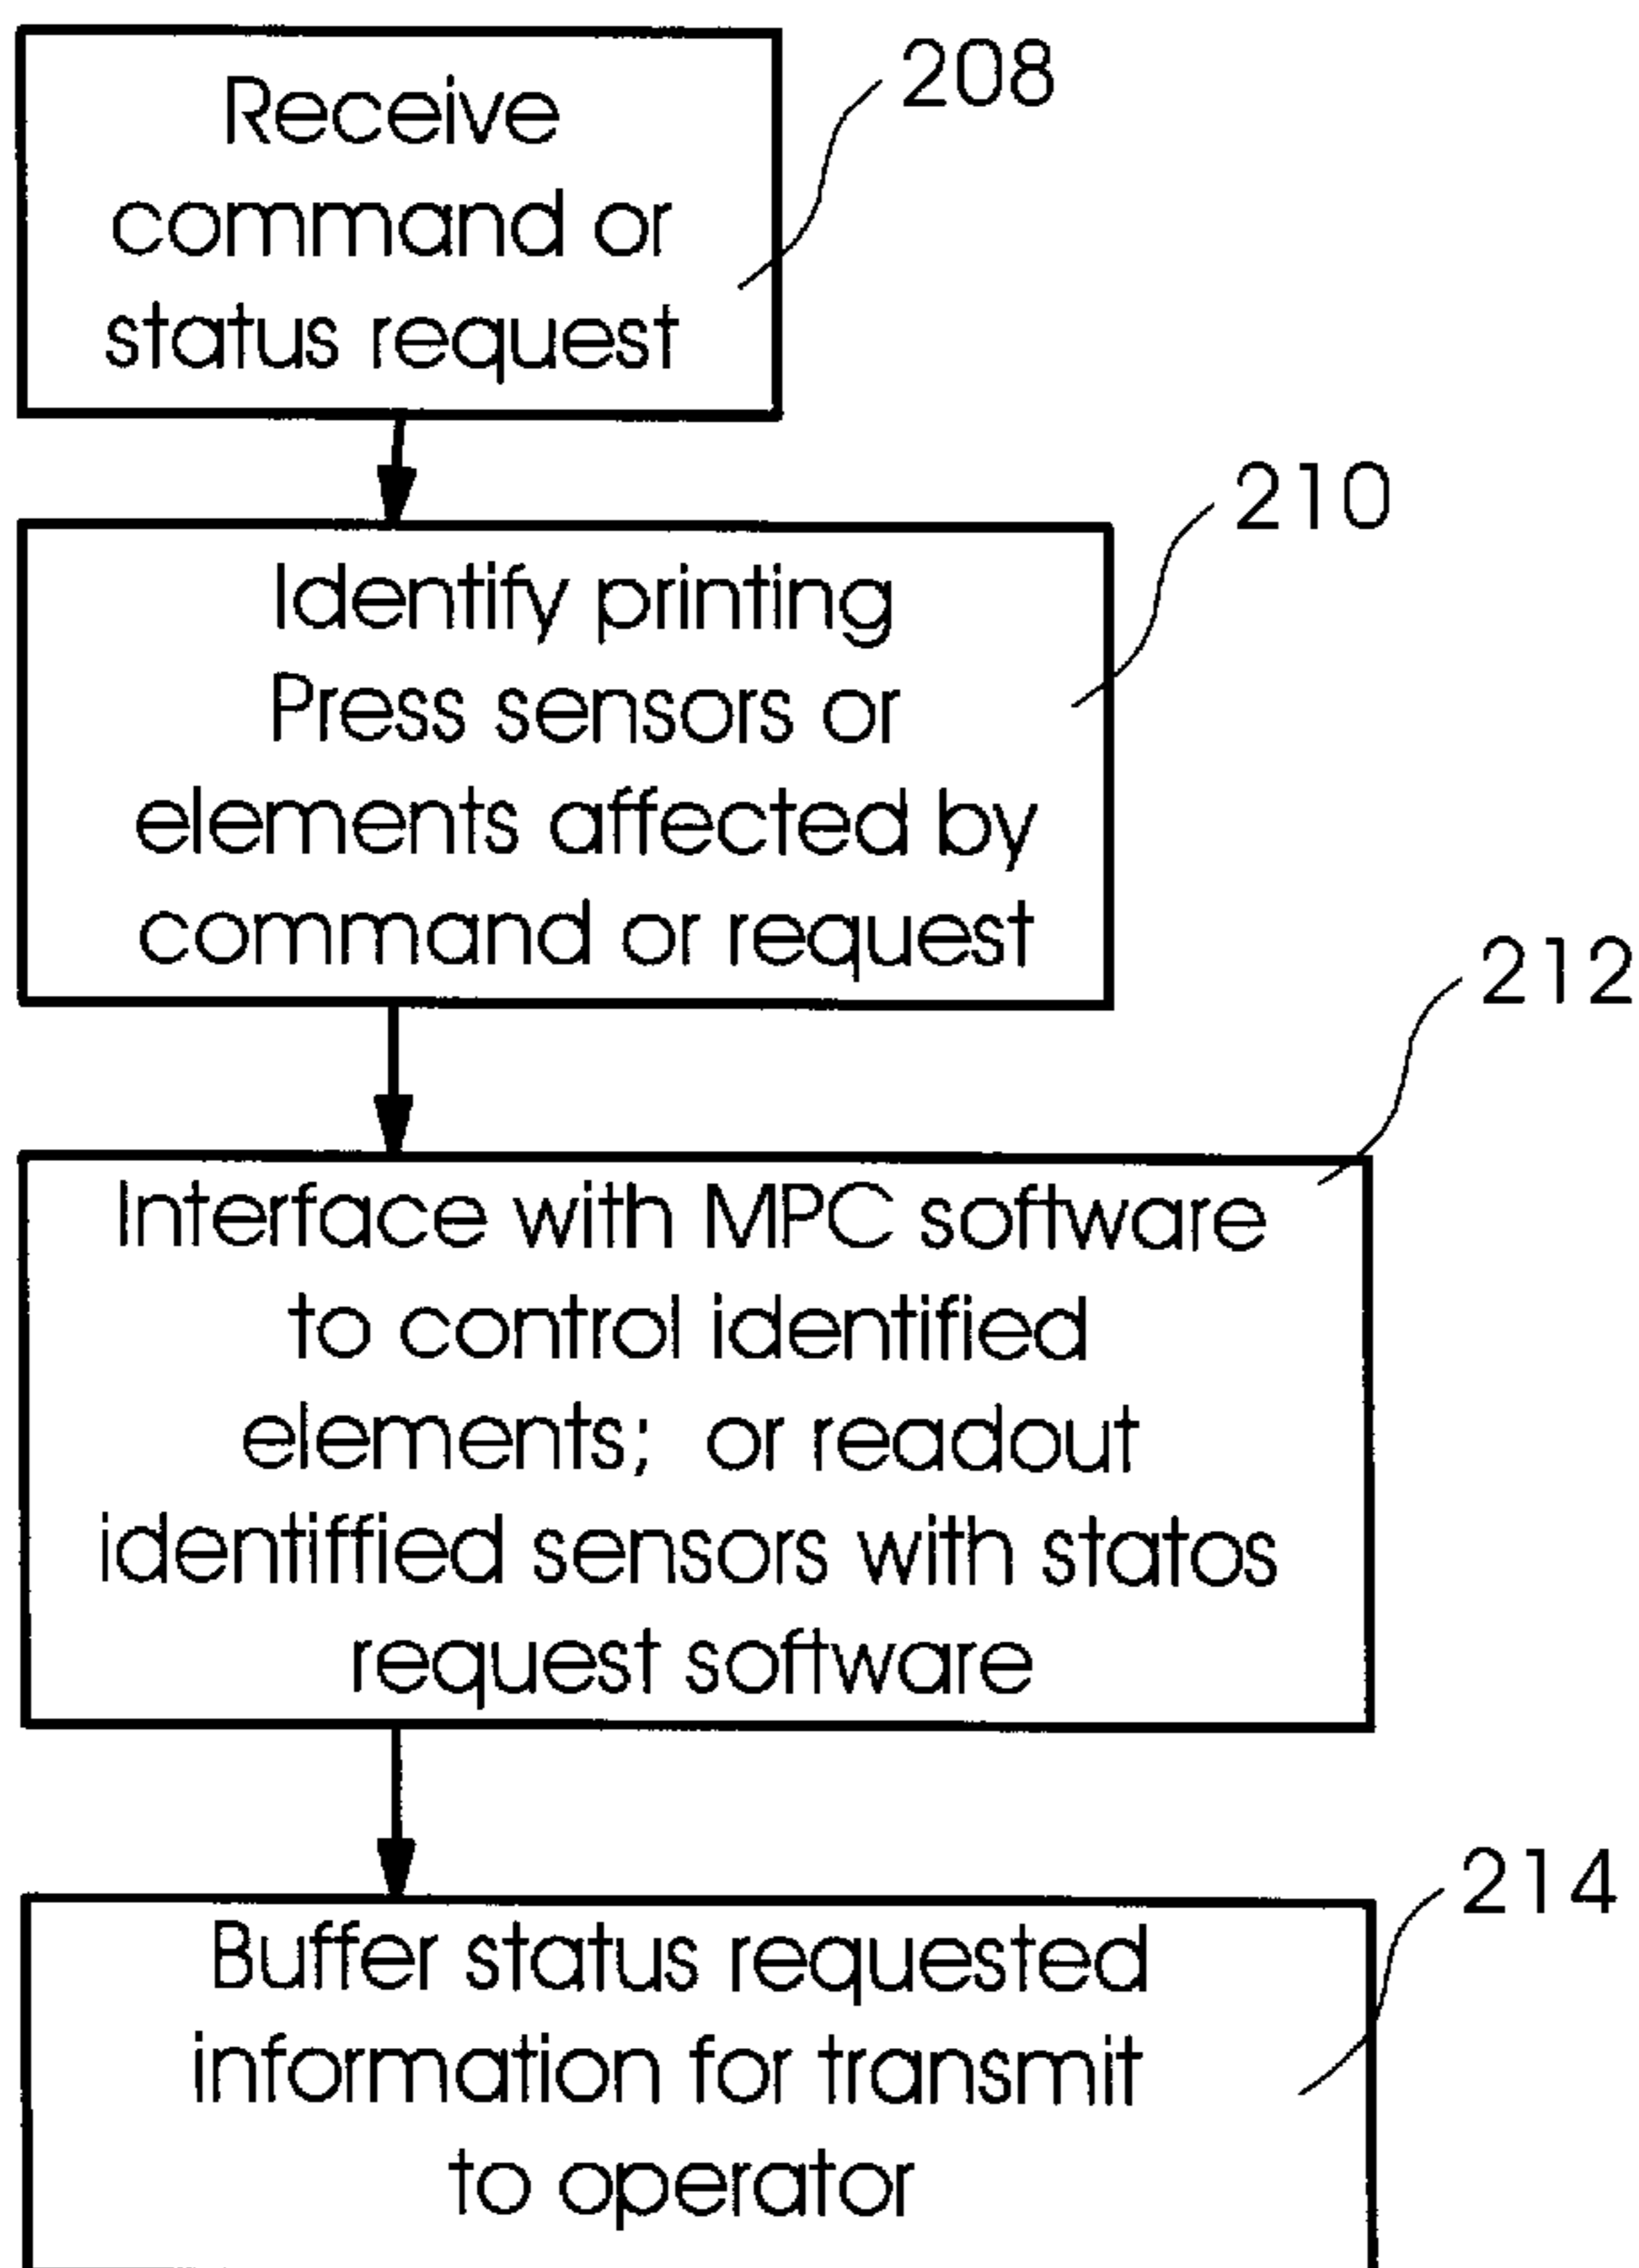 Receive
command or
status request
208
Identify printing
Press sensors or
elements affected by
command or request
210
Interface with MPC software
to control identified
elements; or readout
identiffied sensors with statos
request software
212
Buffer status requested
information for transmit
to operator
214